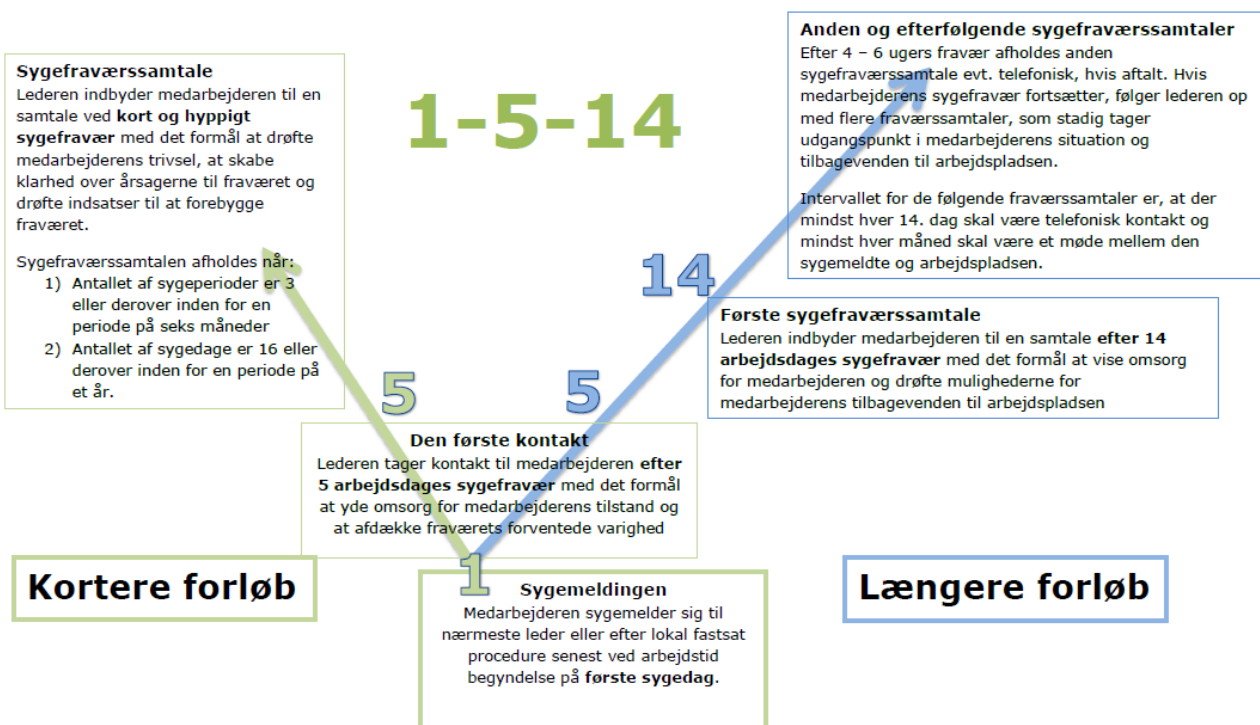 Sygefraværssamtale
Lederen indbyder medarbejderen til en
samtale ved kort og hyppigt
sygefravær med det formål at drøfte
medarbejderens trivsel, at skabe
klarhed over årsagerne til fraværet og
drøfte indsatser til at forebygge
fraværet.
Sygefraværssamtalen afholdes når:
1) Antallet af sygeperioder er 3
eller derover inden for en
periode på seks måneder
2) Antallet af sygedage er 16 eller
derover inden for en periode på
et år.
1-5-14
Anden og efterfølgende sygefraværssamtaler
Efter 4 – 6 ugers fravær afholdes anden
sygefraværssamtale evt. telefonisk, hvis aftalt. Hvis
medarbejderens sygefravær fortsætter, følger lederen op
med flere fraværssamtaler, som stadig tager
udgangspunkt i medarbejderens situation og
tilbagevenden til arbejdspladsen.
Intervallet for de følgende fraværssamtaler er, at der
mindst hver 14. dag skal være telefonisk kontakt og
mindst hver måned skal være et møde mellem den
sygemeldte og arbejdspladsen.
14
Første sygefraværssamtale
Lederen indbyder medarbejderen til en samtale efter 14
arbejdsdages sygefravær med det formål at vise omsorg
for medarbejderen og drøfte mulighederne for
medarbejderens tilbagevenden til arbejdspladsen
5
5
Den første kontakt
Lederen tager kontakt til medarbejderen efter
5 arbejdsdages sygefravær med det formål
at yde omsorg for medarbejderens tilstand og
at afdække fraværets forventede varighed
1
Kortere forløb
Sygemeldingen
Medarbejderen sygemelder sig til
nærmeste leder eller efter lokal fastsat
procedure senest ved arbejdstid
begyndelse på første sygedag.
Længere forløb